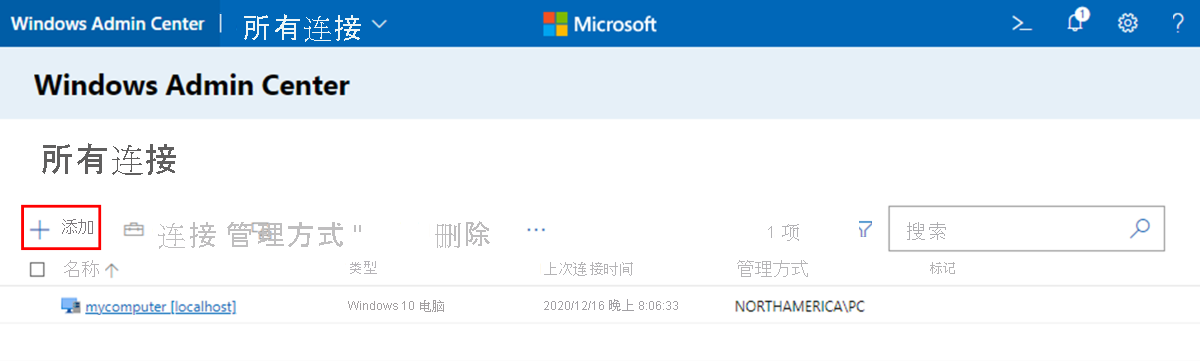 Windows Admin Center | 所有连接 Microsoft >_ 1 ?
Windows Admin Center
所有连接
+ 添加 连接 管理方式 " 删除 ... 1 项 搜索
名称 ↑ 类型 上次连接时间 管理方式 标记
mycomputer [localhost] Windows 10 电脑 2020/12/16 晚上 8:06:33 NORTHAMERICA\PC